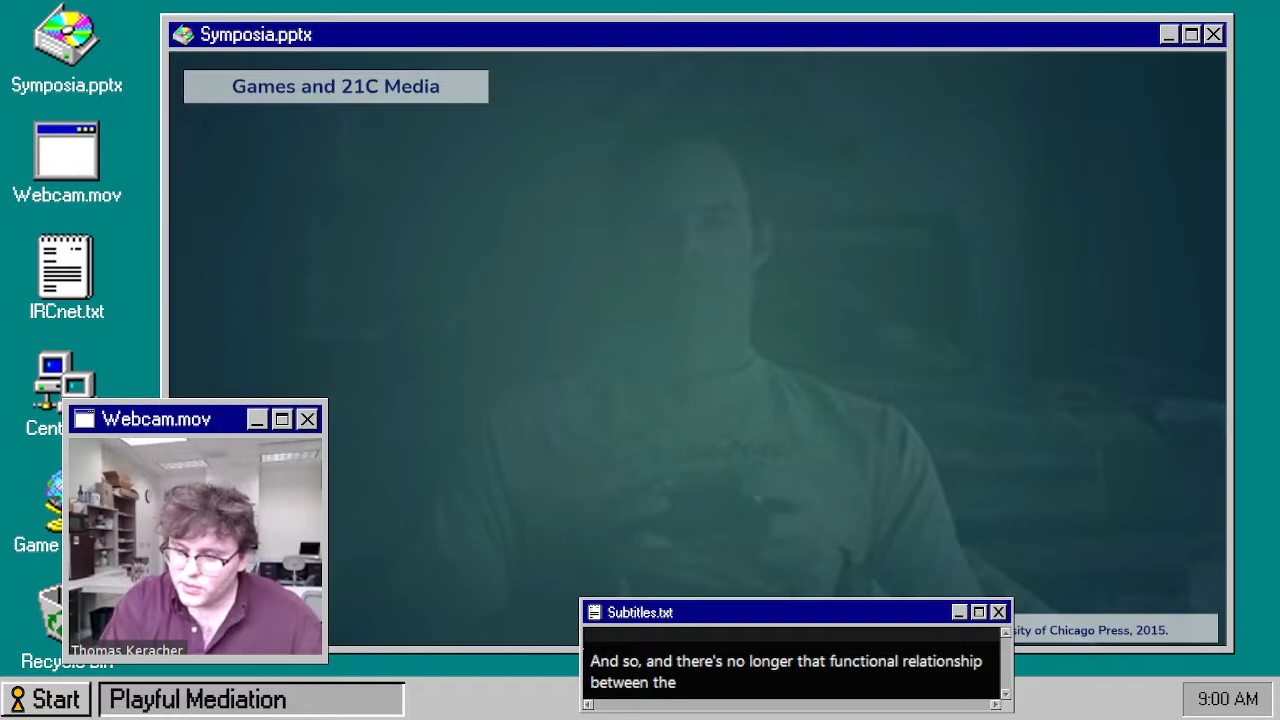 Symposia.pptx
Symposia.pptx
Games and 21C Media
Webcam.mov
IRCnet.txt
Webcam.mov
Game
Thomas Keracher
of Chicago Press, 2015.
Subtitles.txt
And so, and there's no longer that functional relationship
between the
Start
Playful Mediation
9:00 AM